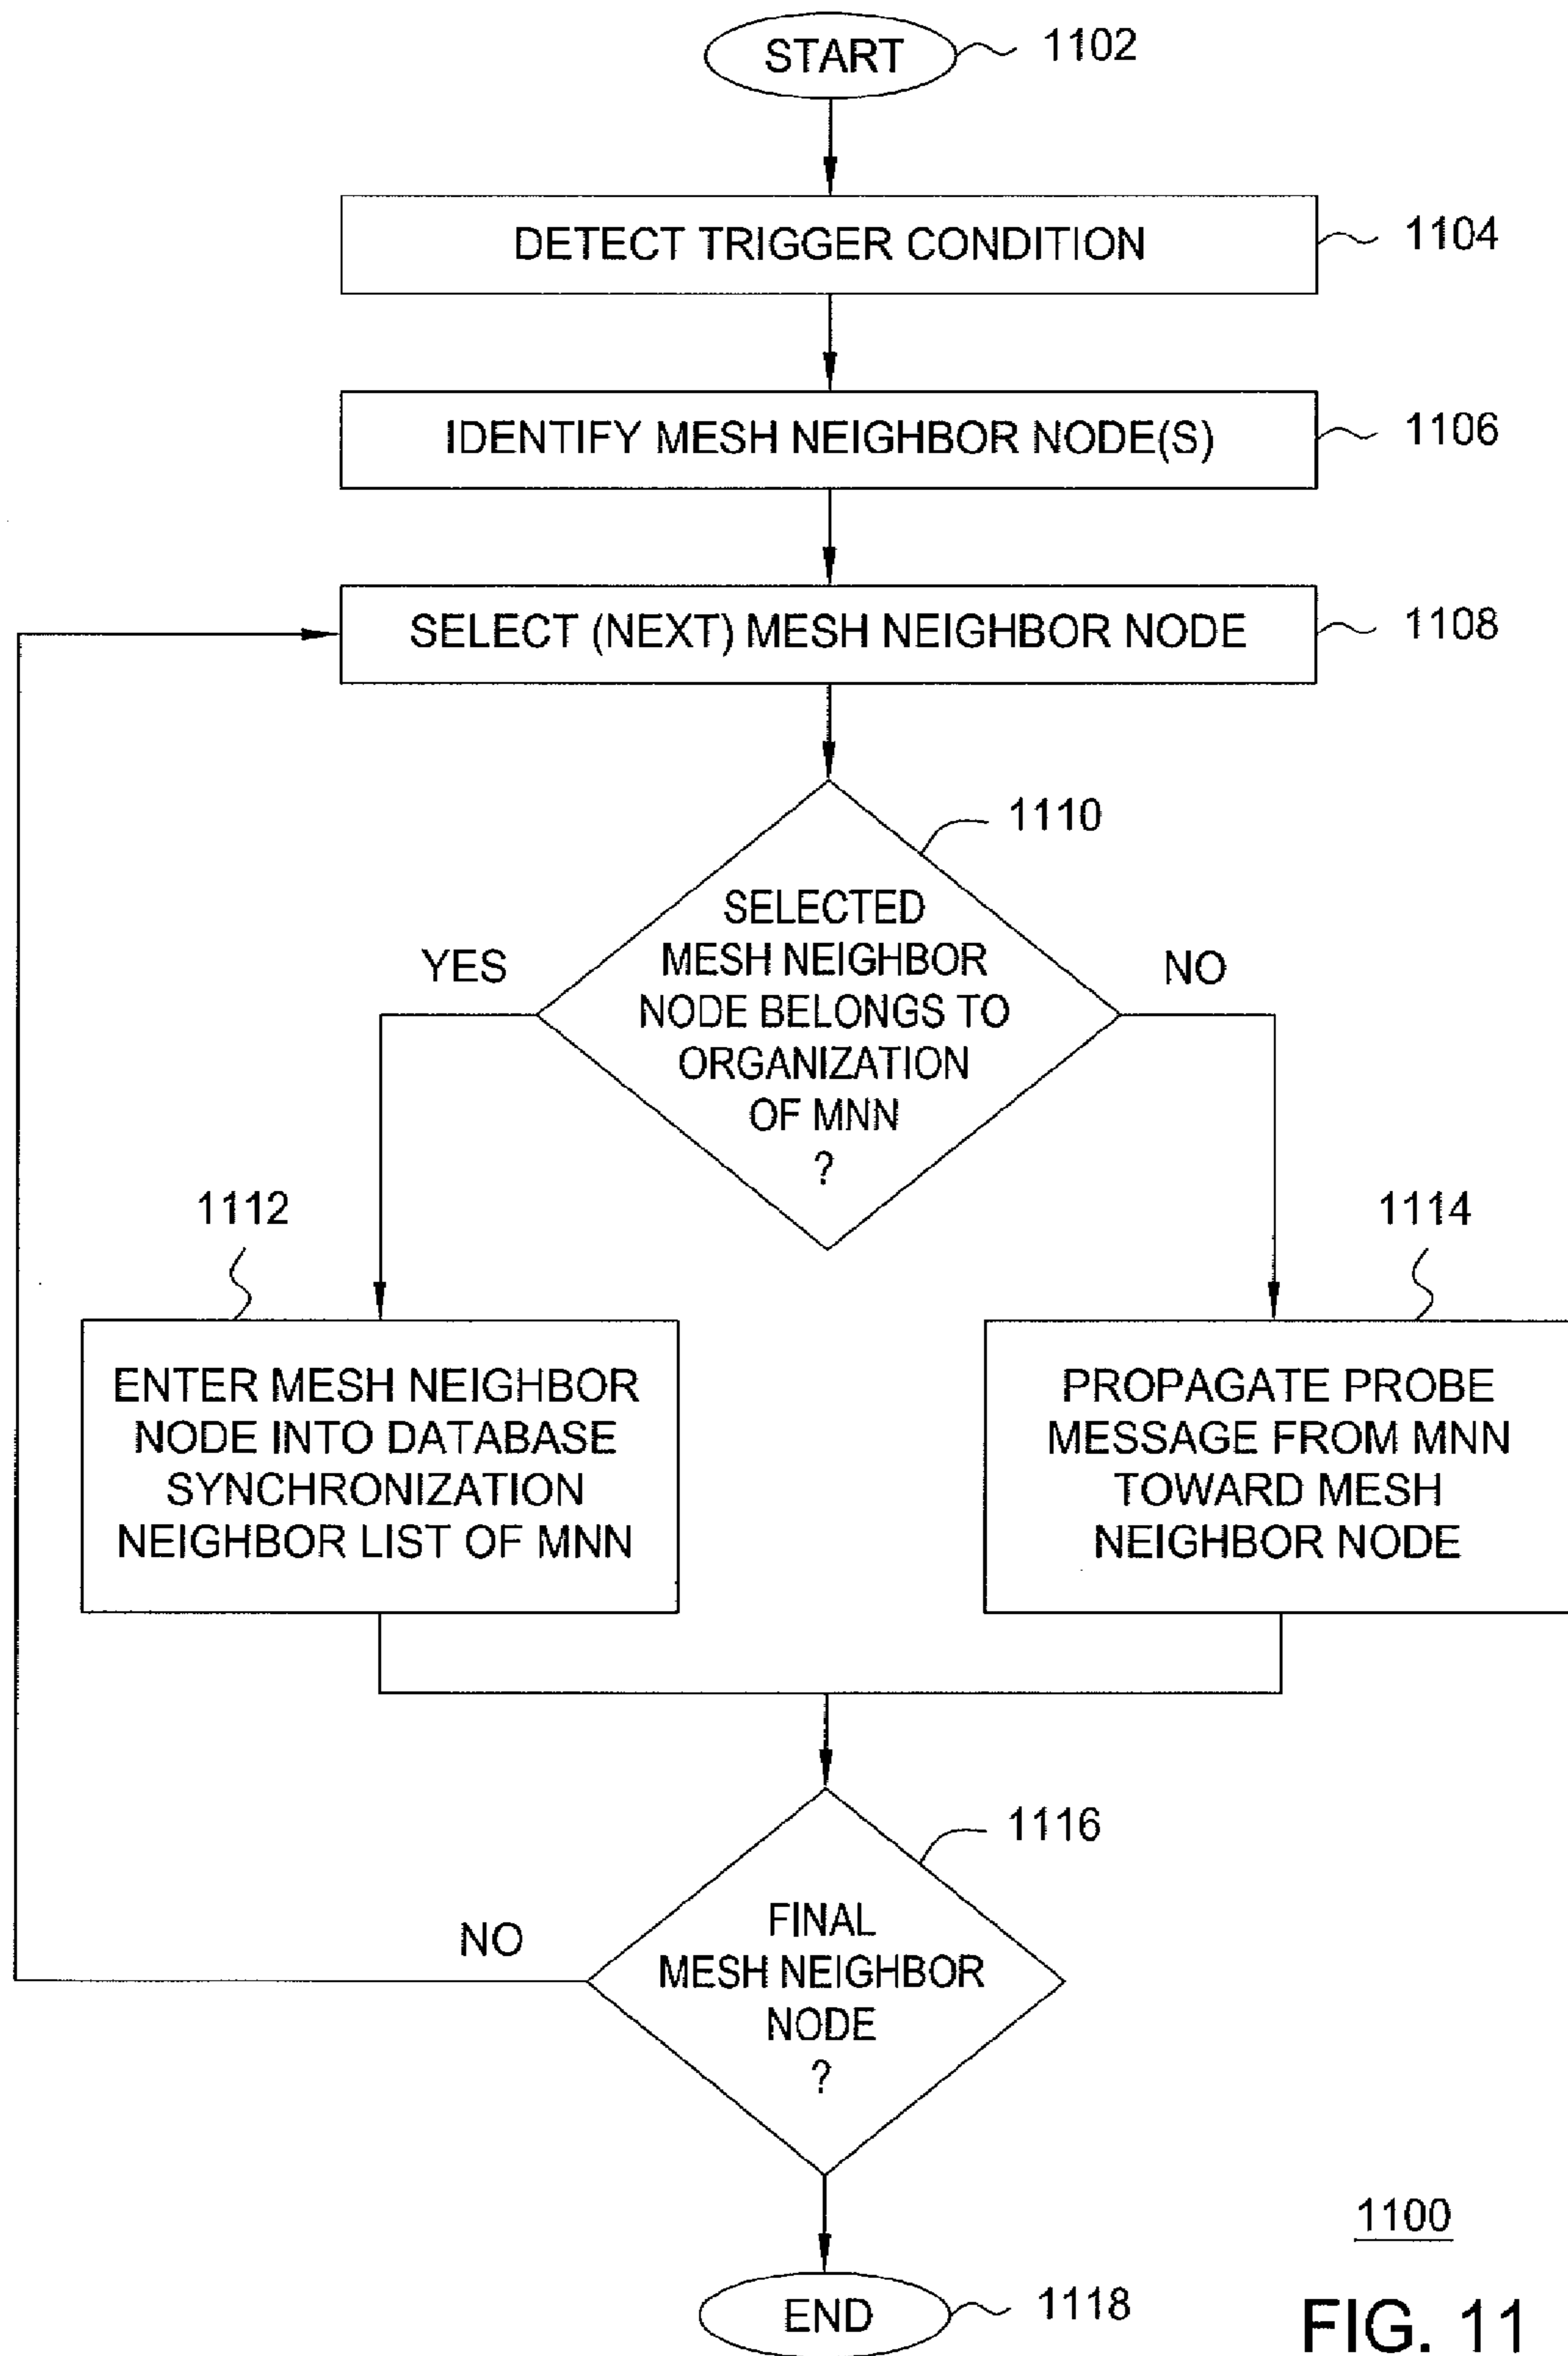 START
1102
DETECT TRIGGER CONDITION
1104
IDENTIFY MESH NEIGHBOR NODE(S)
1106
SELECT (NEXT) MESH NEIGHBOR NODE
1108
1110
SELECTED
MESH NEIGHBOR
NODE BELONGS TO
ORGANIZATION
OF MNN
?
YES
NO
1112
1114
ENTER MESH NEIGHBOR
NODE INTO DATABASE
SYNCHRONIZATION
NEIGHBOR LIST OF MNN
PROPAGATE PROBE
MESSAGE FROM MNN
TOWARD MESH
NEIGHBOR NODE
1116
FINAL
MESH NEIGHBOR
NODE
?
NO
END
1118
1100
FIG. 11